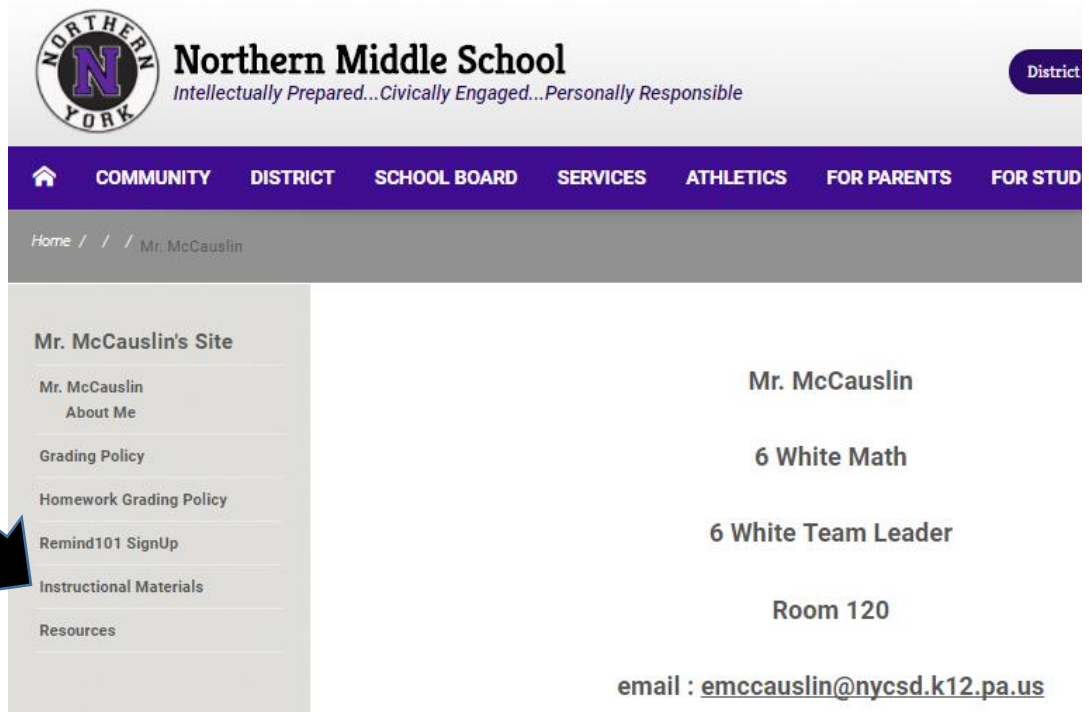 NORTHERN
N
YORK
Northern Middle School
Intellectually Prepared...Civically Engaged...Personally Responsible
District
COMMUNITY DISTRICT SCHOOL BOARD SERVICES ATHLETICS FOR PARENTS FOR STUD
Home / / / Mr. McCauslin
Mr. McCauslin's Site
Mr. McCauslin
About Me
Grading Policy
Homework Grading Policy
Remind101 SignUp
Instructional Materials
Resources
Mr. McCauslin
6 White Math
6 White Team Leader
Room 120
email : emccauslin@nycsd.k12.pa.us